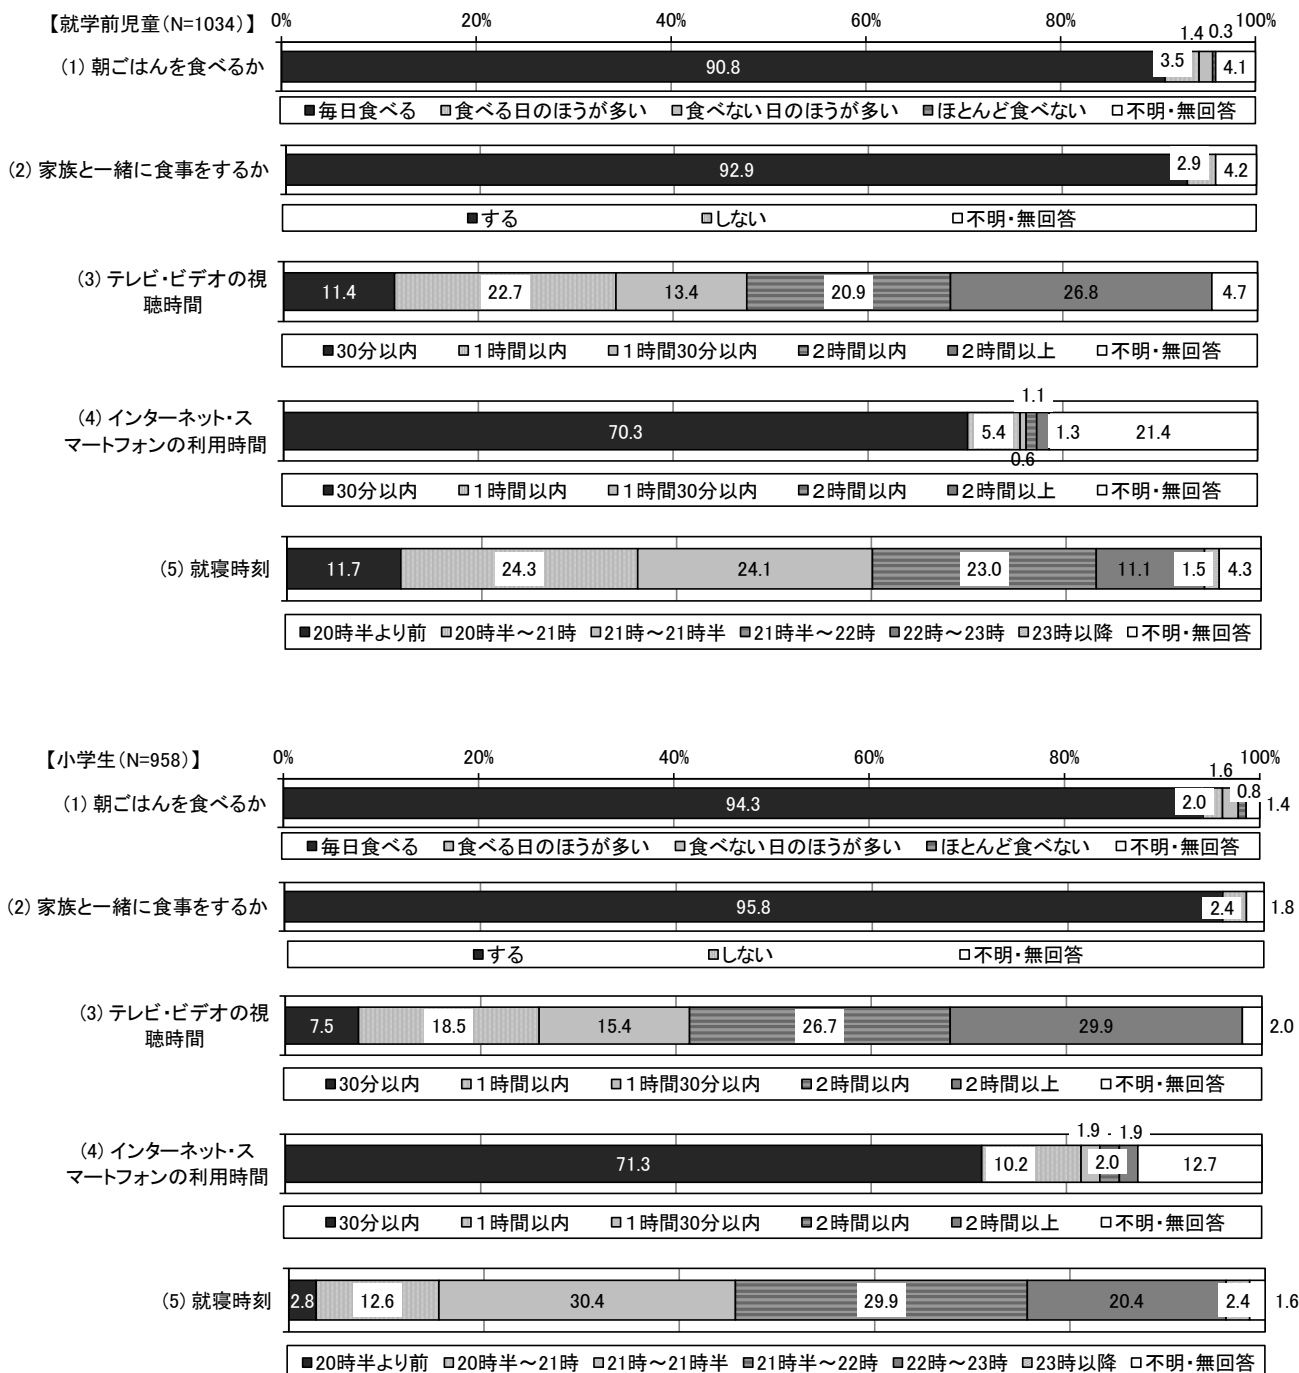 【就学前児童(N=1034)】
0% 20% 40% 60% 80% 100%
(1) 朝ごはんを食べるか
90.8 3.5 1.4 0.3 4.1
■毎日食べる □食べる日のほうが多い □食べない日のほうが多い ■ほとんど食べない □不明・無回答
(2) 家族と一緒に食事をするか
92.9 2.9 4.2
■する □しない □不明・無回答
(3) テレビ・ビデオの視
聴時間
11.4 22.7 13.4 20.9 26.8 4.7
■30分以内 □1時間以内 □1時間30分以内 ■2時間以内 ■2時間以上 □不明・無回答
(4) インターネット・ス
マートフォンの利用時間
70.3 5.4 0.6 1.1 1.3 21.4
■30分以内 □1時間以内 □1時間30分以内 ■2時間以内 ■2時間以上 □不明・無回答
(5) 就寝時刻
11.7 24.3 24.1 23.0 11.1 1.5 4.3
■20時半より前 □20時半～21時 □21時～21時半 ■21時半～22時 ■22時～23時 □23時以降 □不明・無回答
【小学生(N=958)】
0% 20% 40% 60% 80% 100%
(1) 朝ごはんを食べるか
94.3 2.0 1.6 0.8 1.4
■毎日食べる □食べる日のほうが多い □食べない日のほうが多い ■ほとんど食べない □不明・無回答
(2) 家族と一緒に食事をするか
95.8 2.4 1.8
■する □しない □不明・無回答
(3) テレビ・ビデオの視
聴時間
7.5 18.5 15.4 26.7 29.9 2.0
■30分以内 □1時間以内 □1時間30分以内 ■2時間以内 ■2時間以上 □不明・無回答
(4) インターネット・ス
マートフォンの利用時間
71.3 10.2 1.9 2.0 1.9 12.7
■30分以内 □1時間以内 □1時間30分以内 ■2時間以内 ■2時間以上 □不明・無回答
(5) 就寝時刻
2.8 12.6 30.4 29.9 20.4 2.4 1.6
■20時半より前 □20時半～21時 □21時～21時半 ■21時半～22時 ■22時～23時 □23時以降 □不明・無回答